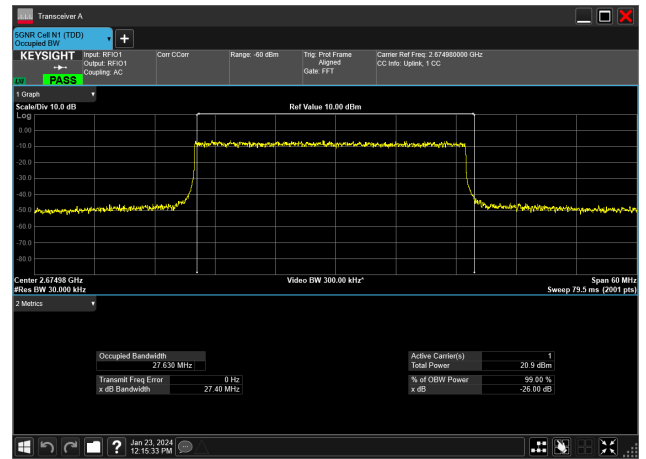 Transceiver A
5GNR Cell N1 (TDD)
Occupied BW
KEYSIGHT
Input: RFIO1
Output: RFIO1
Coupling: AC
Corr CCorr
Range: -60 dBm
Trig: Prot Frame
Aligned
Gate: FFT
Carrier Ref Freq: 2.674980000 GHz
CC Info: Uplink, 1 CC
PASS
1 Graph
Scale/Div 10.0 dB
Ref Value 10.00 dBm
Log
0.00
-10.0
-20.0
-30.0
-40.0
-50.0
-60.0
-70.0
-80.0
Center 2.67498 GHz
Video BW 300.00 kHz*
Span 60 MHz
#Res BW 30.000 kHz
Sweep 79.5 ms (2001 pts)
2 Metrics
Occupied Bandwidth
27.630 MHz
Transmit Freq Error 0 Hz
x dB Bandwidth 27.40 MHz
Active Carrier(s) 1
Total Power 20.9 dBm
% of OBW Power 99.00 %
x dB -26.00 dB
Jan 23, 2024
12:15:33 PM